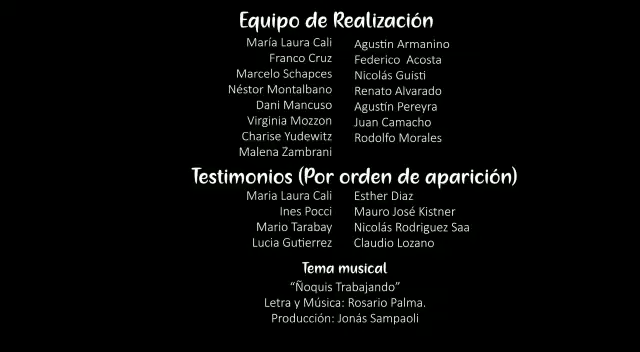 Equipo de Realización
María Laura Cali Agustin Armanino
Franco Cruz Federico Acosta
Marcelo Schapces Nicolás Guisti
Néstor Montalbano Renato Alvarado
Dani Mancuso Agustín Pereyra
Virginia Mozzon Juan Camacho
Charise Yudewitz Rodolfo Morales
Malena Zambrani
Testimonios (Por orden de aparición)
Maria Laura Cali Esther Diaz
Ines Pocci Mauro José Kistner
Mario Tarabay Nicolás Rodriguez Saa
Lucia Gutierrez Claudio Lozano
Tema musical
“Ñoquis Trabajando”
Letra y Música: Rosario Palma.
Producción: Jonás Sampaoli